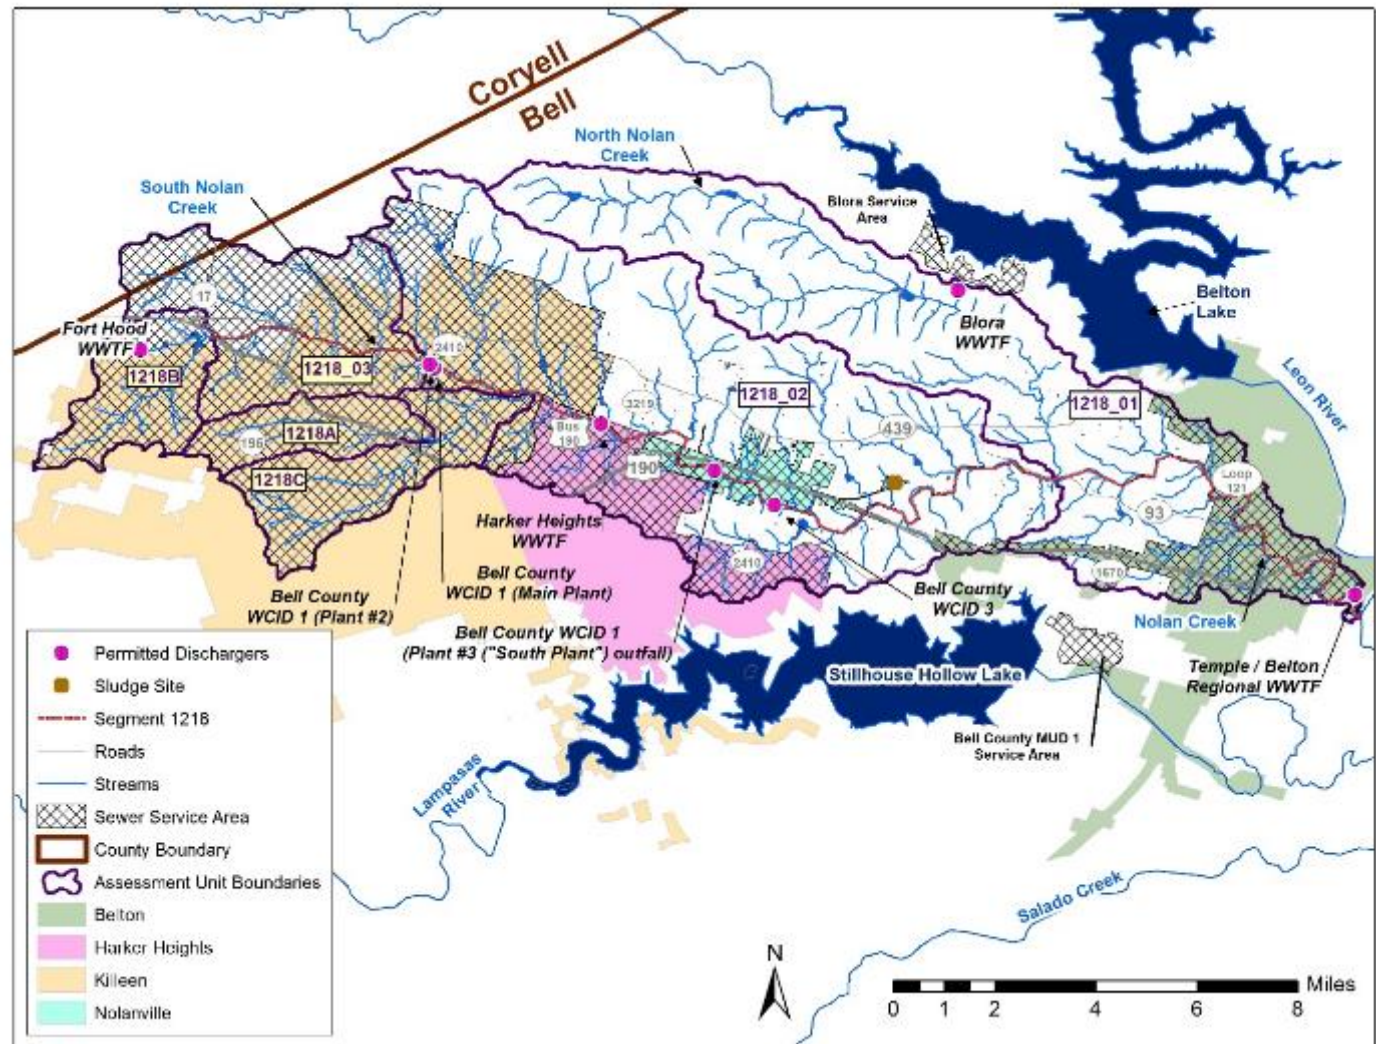 Coryell
Bell
North Nolan
Creek
South Nolan
Creek
Blora Service
Area
17
Fort Hood
WWTF
1218B
1218_03
2410
Belton
Lake
Blora
WWTF
Leon River
1218_02
1218_01
3219
439
196
1218A
Bus
190
190
Loop
121
1218C
93
Harker Heights
WWTF
2410
1670
Bell County
WCID 1 (Plant #2)
Bell County
WCID 1 (Main Plant)
Bell County
WCID 3
Nolan Creek
Bell County WCID 1
(Plant #3 ("South Plant") outfall)
Stillhouse Hollow Lake
Temple / Belton
Regional WWTF
Bell County MUD 1
Service Area
Lampasas
River
Salado Creek
Permitted Dischargers
Sludge Site
Segment 1218
Roads
Streams
Sewer Service Area
County Boundary
Assessment Unit Boundaries
Belton
Harker Heights
Killeen
Nolanville
N
Miles
0 1 2 4 6 8